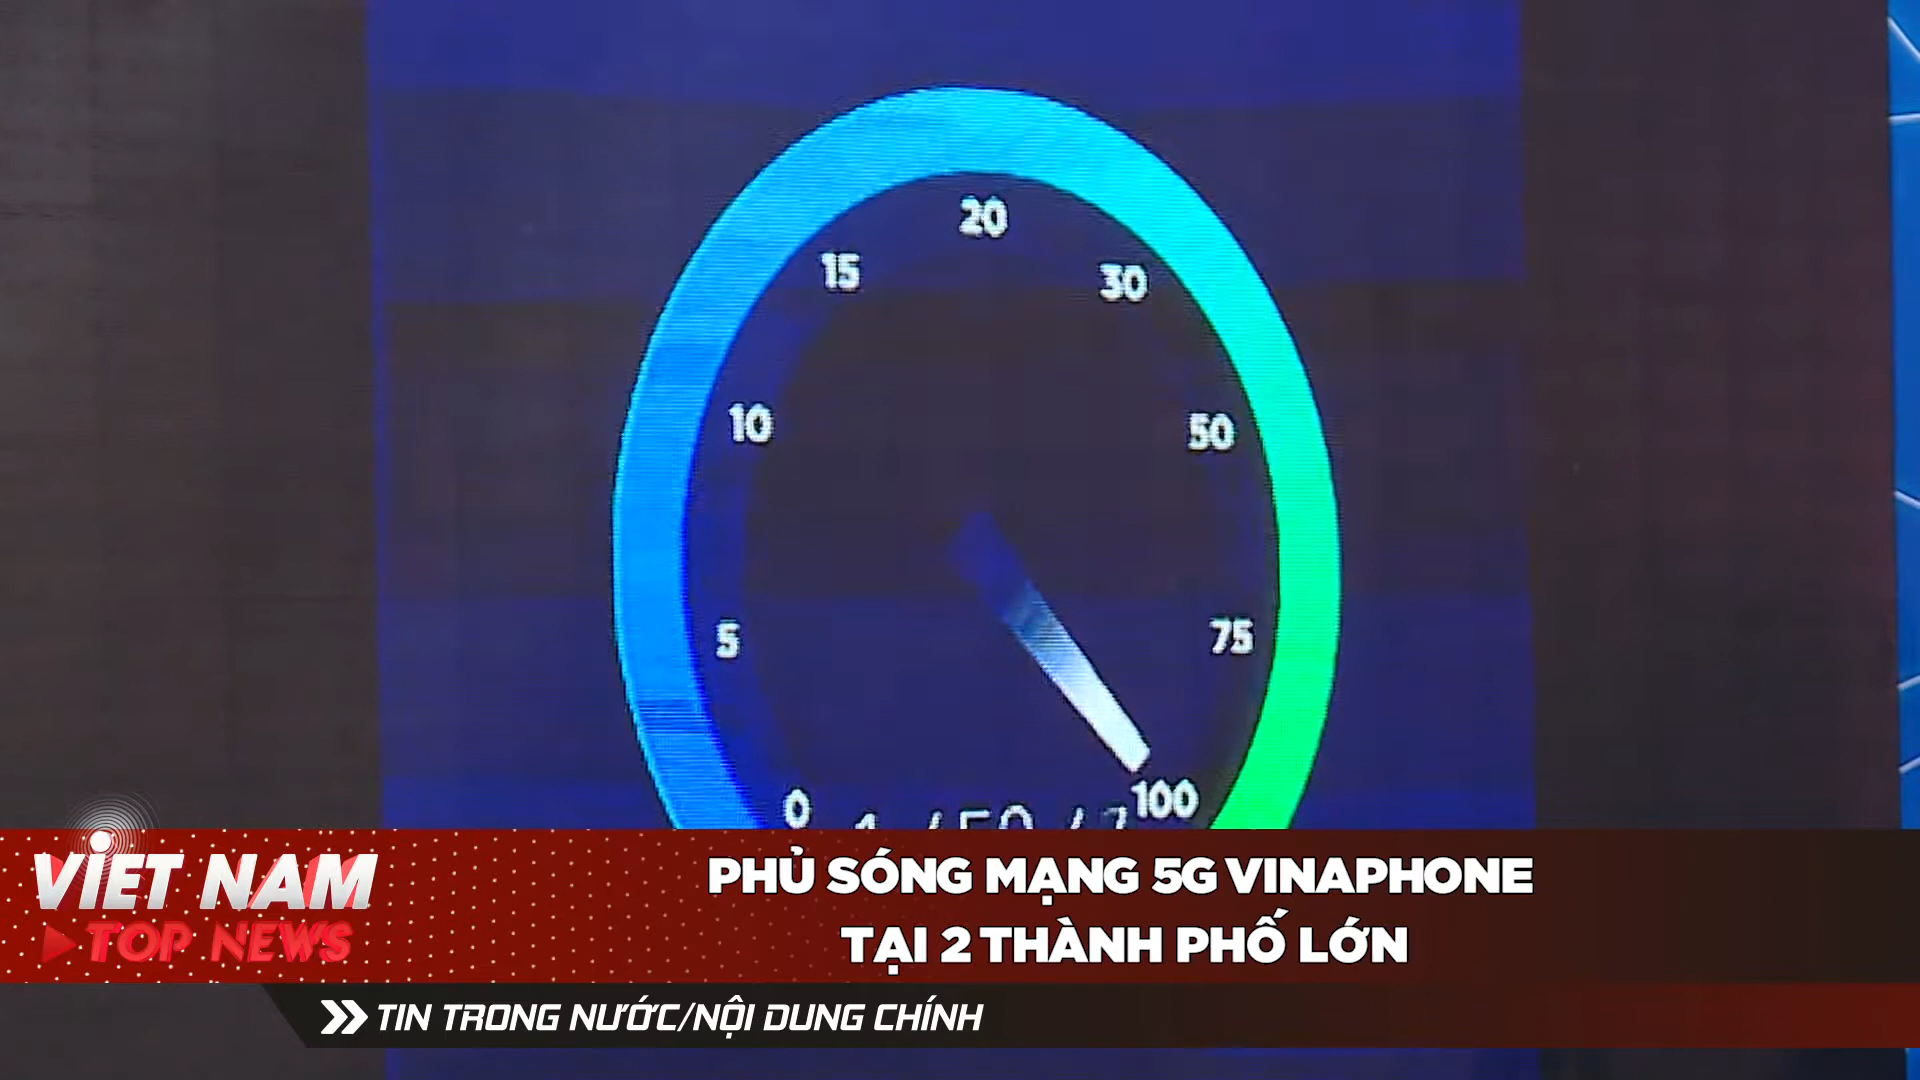 20
15
30
10
50
5
75
0
100
VIET NAM
TOP NEWS
PHỦ SÓNG MẠNG 5G VINAPHONE
TẠI 2 THÀNH PHỐ LỚN
TIN TRONG NƯỚC/NỘI DUNG CHÍNH